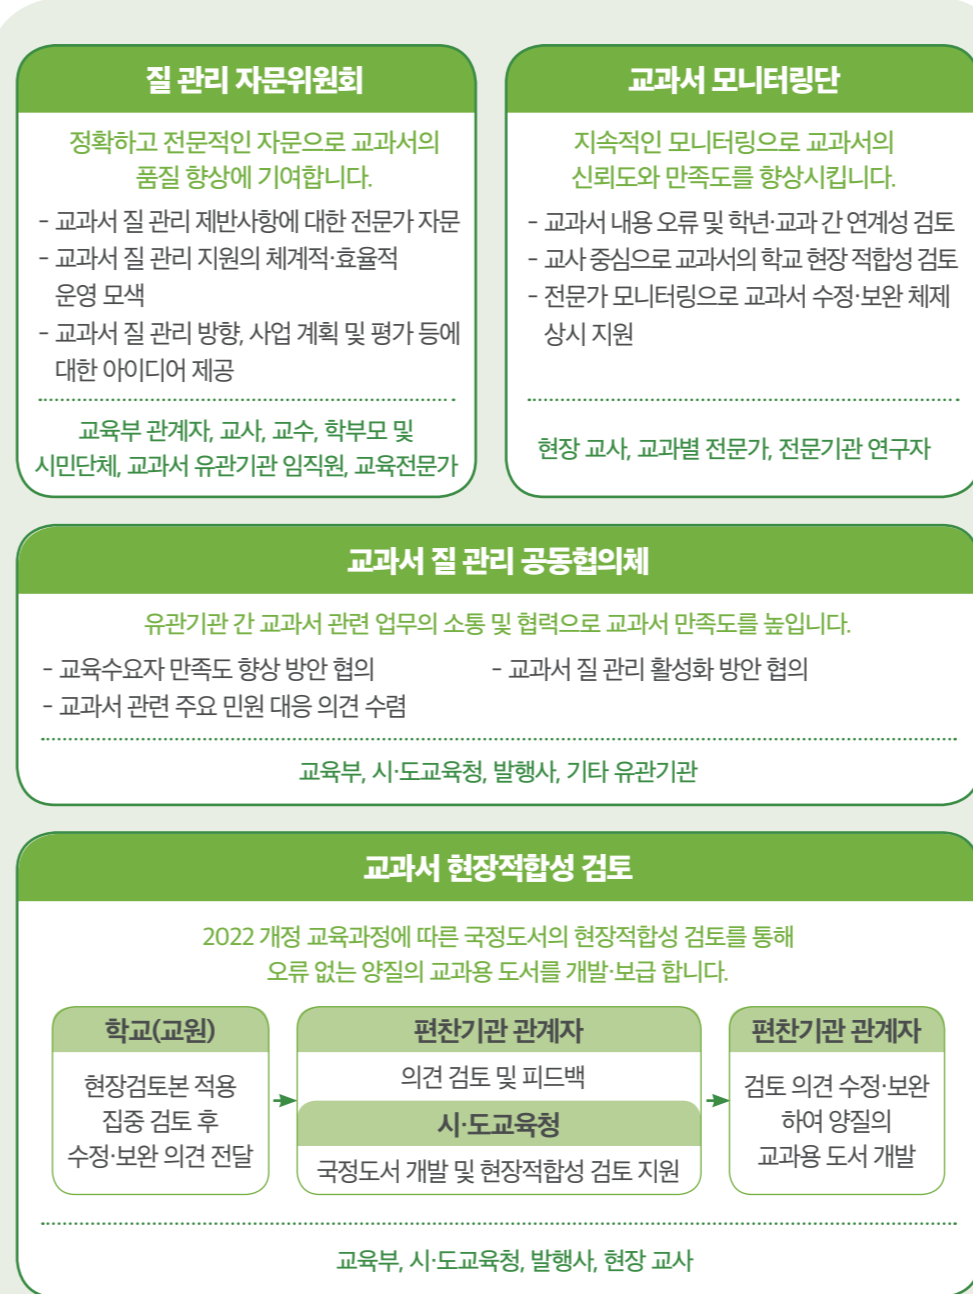 질 관리 자문위원회
정확하고 전문적인 자문으로 교과서의
품질 향상에 기여합니다.
- 교과서 질 관리 제반사항에 대한 전문가 자문
- 교과서 질 관리 지원의 체계적·효율적
운영 모색
- 교과서 질 관리 방향, 사업 계획 및 평가 등에
대한 아이디어 제공
교육부 관계자, 교사, 교수, 학부모 및
시민단체, 교과서 유관기관 임직원, 교육전문가
교과서 모니터링단
지속적인 모니터링으로 교과서의
신뢰도와 만족도를 향상시킵니다.
- 교과서 내용 오류 및 학년·교과 간 연계성 검토
- 교사 중심으로 교과서의 학교 현장 적합성 검토
- 전문가 모니터링으로 교과서 수정·보완 체제
상시 지원
현장 교사, 교과별 전문가, 전문기관 연구자
교과서 질 관리 공동협의체
유관기관 간 교과서 관련 업무의 소통 및 협력으로 교과서 만족도를 높입니다.
- 교육수요자 만족도 향상 방안 협의
- 교과서 질 관리 활성화 방안 협의
- 교과서 관련 주요 민원 대응 의견 수렴
교육부, 시·도교육청, 발행사, 기타 유관기관
교과서 현장적합성 검토
2022 개정 교육과정에 따른 국정도서의 현장적합성 검토를 통해
오류 없는 양질의 교과용 도서를 개발·보급 합니다.
학교(교원)
현장검토본 적용
집중 검토 후
수정·보완 의견 전달
편찬기관 관계자
의견 검토 및 피드백
시·도교육청
국정도서 개발 및 현장적합성 검토 지원
편찬기관 관계자
검토 의견 수정·보완
하여 양질의
교과용 도서 개발
교육부, 시·도교육청, 발행사, 현장 교사